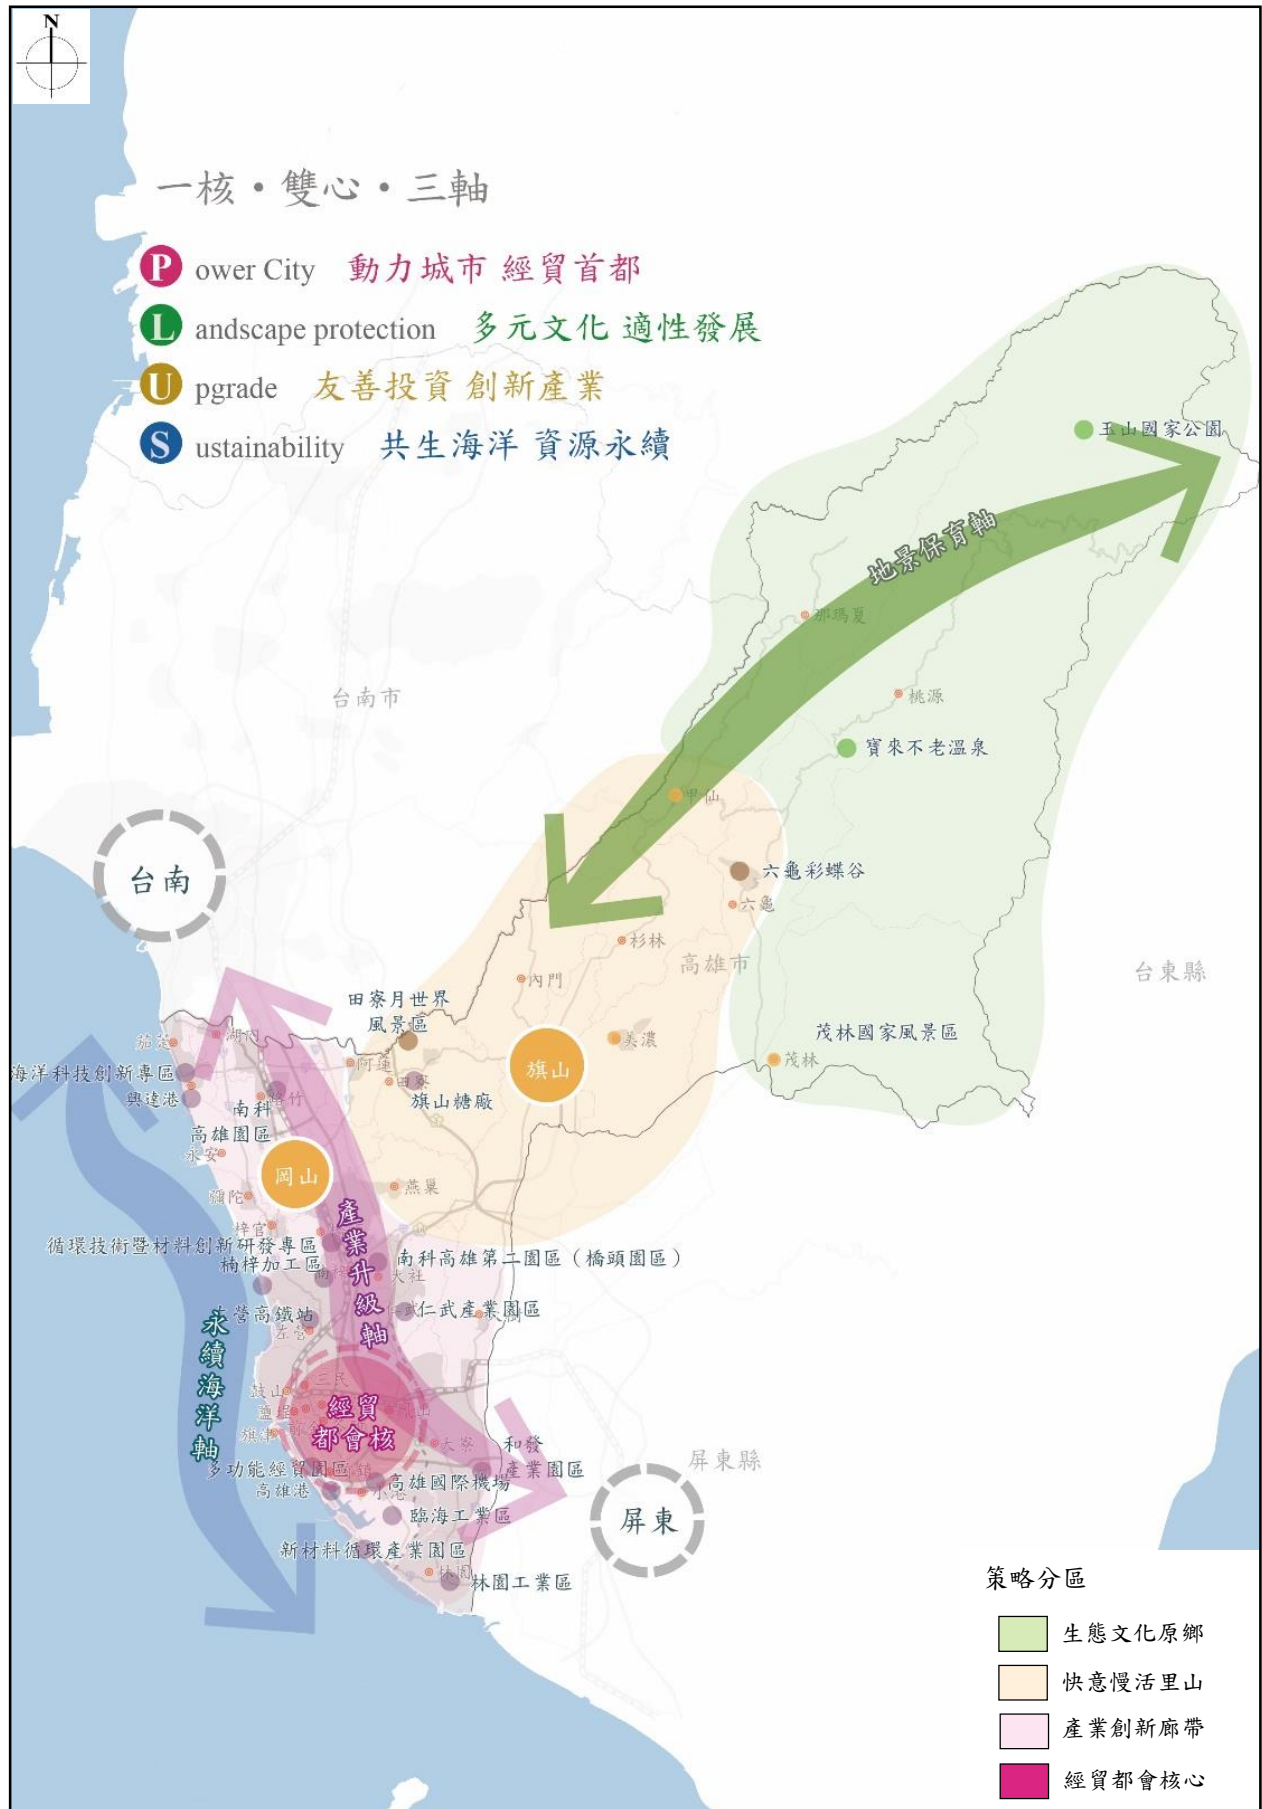 N
一核・雙心・三軸
P ower City 動力城市 經貿首都
L andscape protection 多元文化 適性發展
U pgrade 友善投資 創新產業
S ustainability 共生海洋 資源永續
玉山國家公園
地景保育軸
那瑪夏
台南市
桃源
寶來不老溫泉
甲仙
台南
六龜彩蝶谷
六龜
杉林
高雄市
內門
台東縣
田寮月世界
風景區
茄萣
湖內
美濃
茂林國家風景區
旗山
阿蓮
茂林
海洋科技創新專區
田寮
興達港
路竹
旗山糖廠
南科
高雄園區
永安
岡山
彌陀
燕巢
產業升級軸
梓官
循環技術暨材料創新研發專區
南科高雄第二園區（橋頭園區）
楠梓加工區
大社
左營高鐵站
仁武產業園區
左營
永續海洋軸
三民
鼓山
鹽埕
經貿
都會核
旗津
大寮
和發
產業園區
屏東縣
多功能經貿園區
高雄國際機場
高雄港
小港
臨海工業區
屏東
新材料循環產業園區
林園
林園工業區
策略分區
生態文化原鄉
快意慢活里山
產業創新廊帶
經貿都會核心